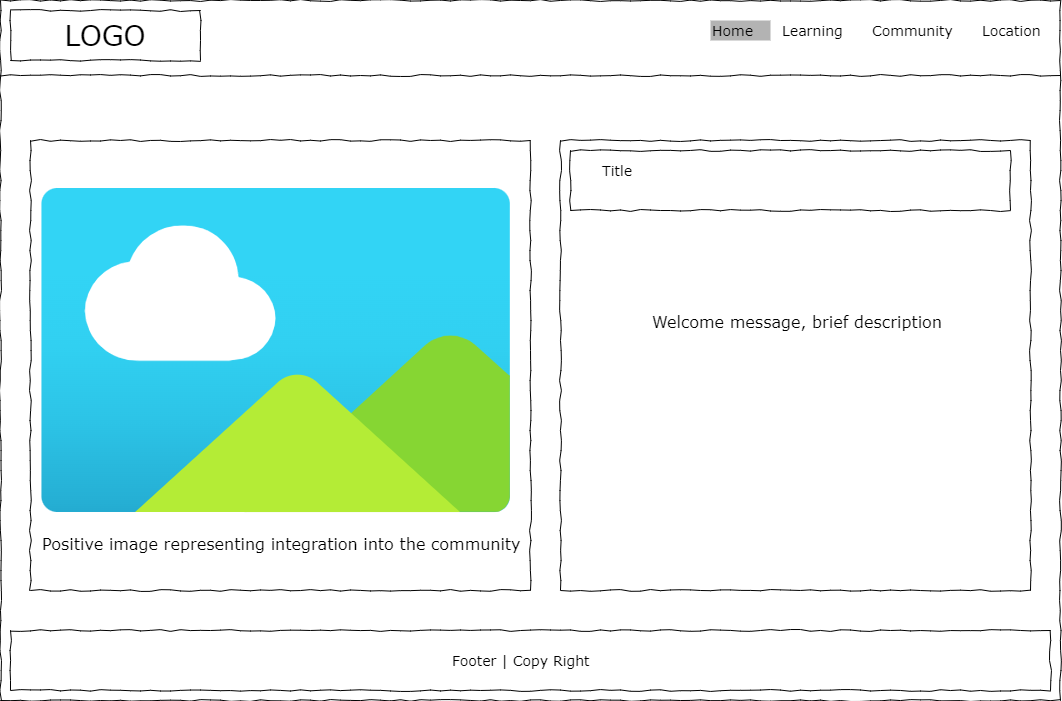 LOGO
Home Learning Community Location
Title
Welcome message, brief description
Positive image representing integration into the community
Footer | Copy Right